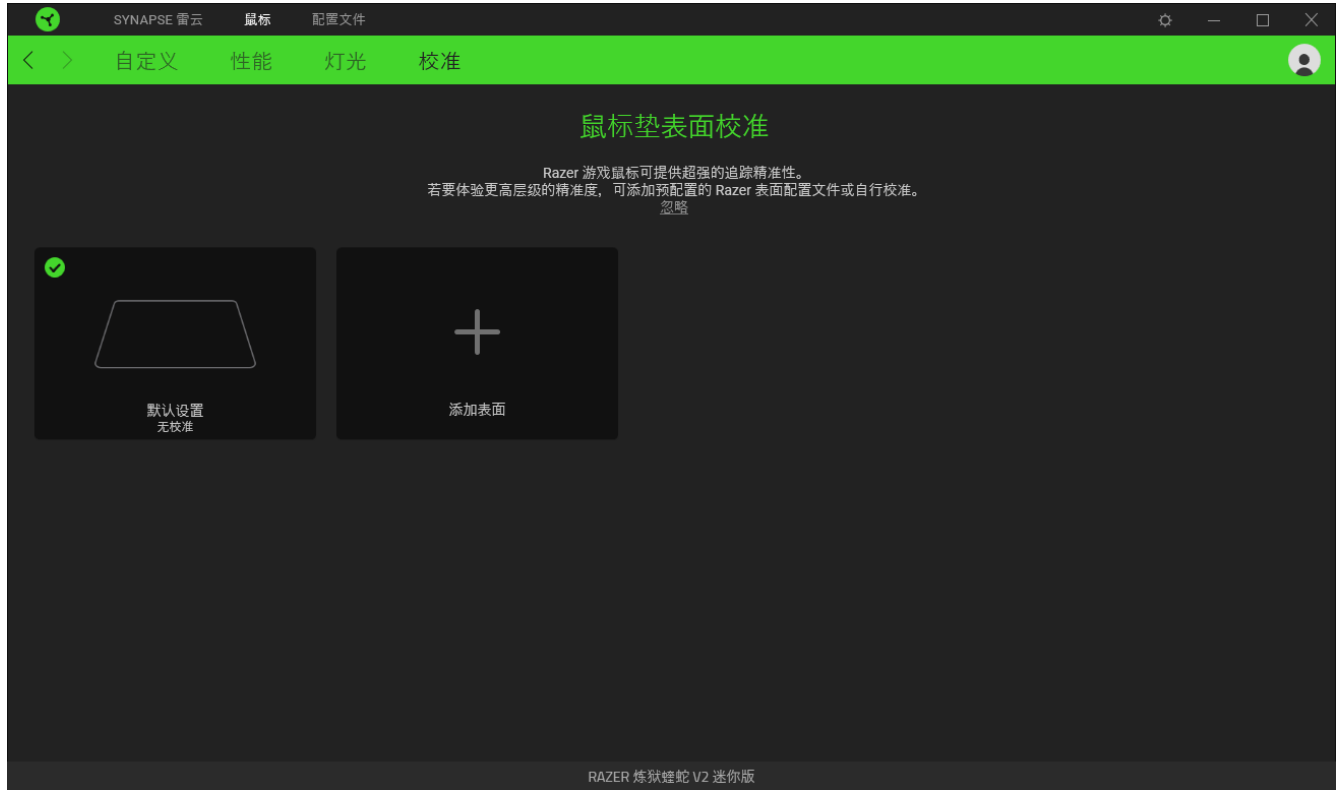 SYNAPSE 雷云 鼠标 配置文件
自定义 性能 灯光 校准
鼠标垫表面校准
Razer 游戏鼠标可提供超强的追踪精准性。
若要体验更高层级的精准度，可添加预配置的 Razer 表面配置文件或自行校准。
忽略
默认设置
无校准
添加表面
RAZER 炼狱蝰蛇 V2 迷你版